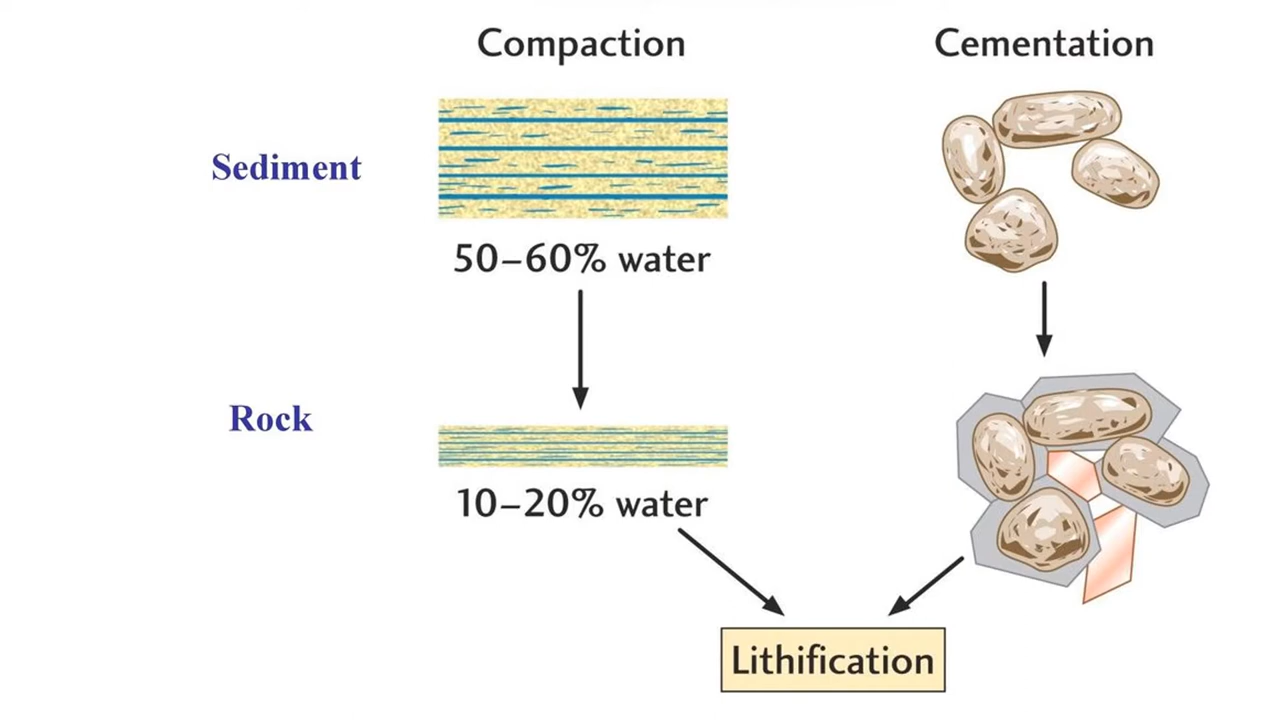 Compaction
Cementation
Sediment
50–60% water
Rock
10–20% water
Lithification